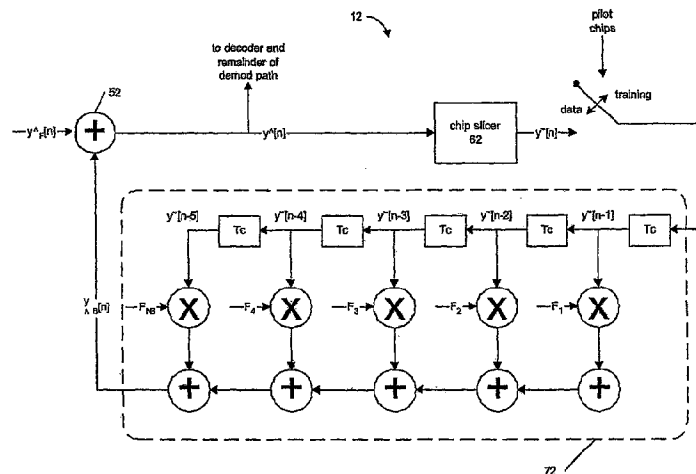 12
pilot
chips
to decoder and
remainder of
demod path
52
training
data
y^F[n]
+
y^[n]
chip slicer
62
y~[n]
y~[n-5]
Tc
y~[n-4]
Tc
y~[n-3]
Tc
y~[n-2]
Tc
y~[n-1]
Tc
y^B[n]
FNB
X
F4
X
F3
X
F2
X
F1
X
+
+
+
+
+
72